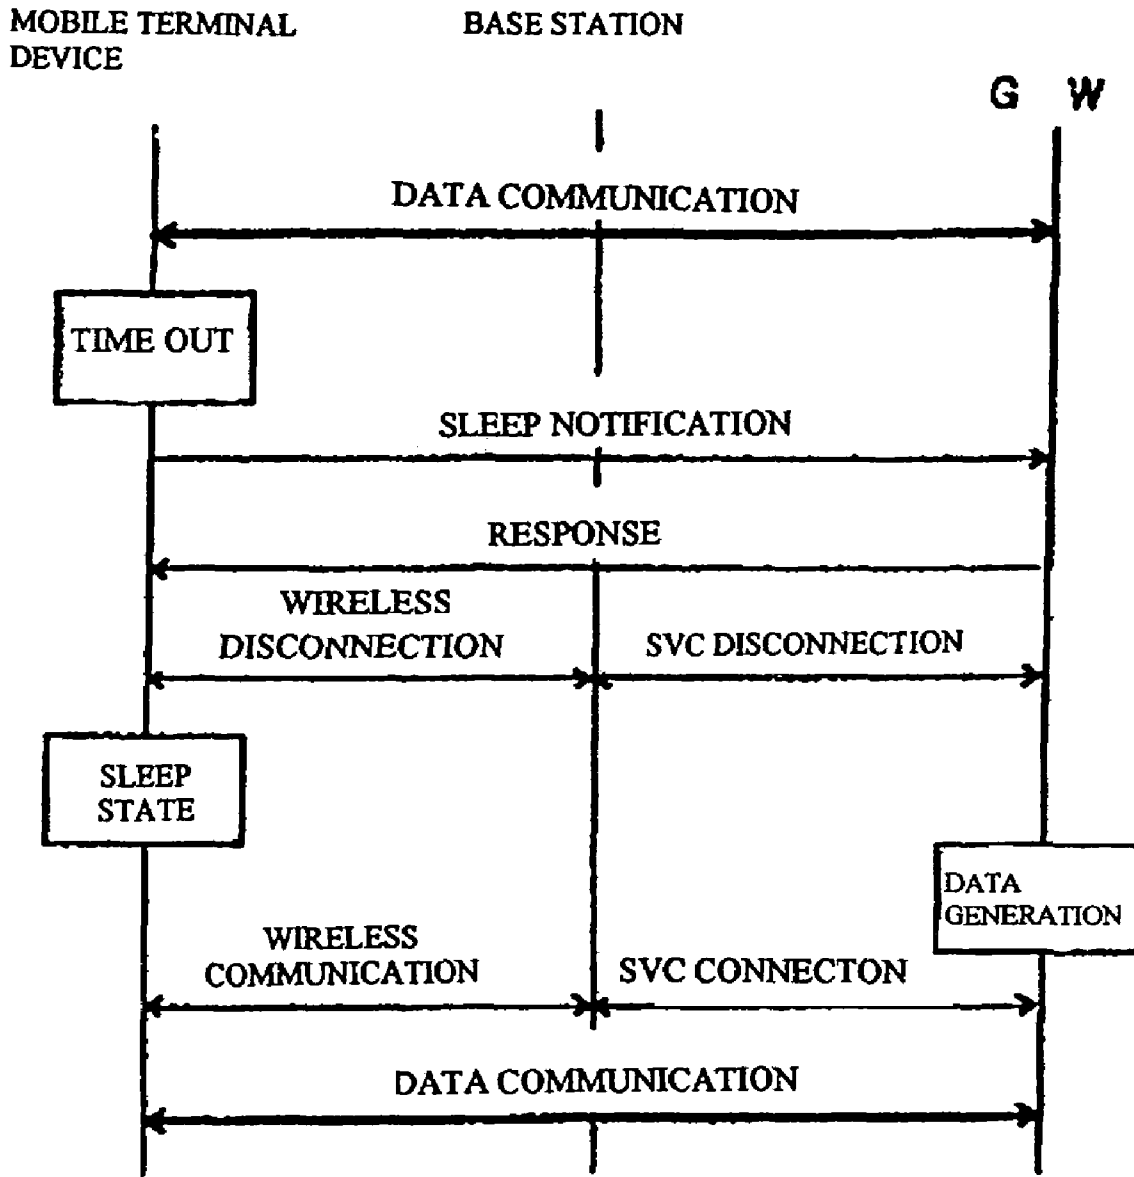 MOBILE TERMINAL
DEVICE
BASE STATION
G W
DATA COMMUNICATION
TIME OUT
SLEEP NOTIFICATION
RESPONSE
WIRELESS
DISCONNECTION
SVC DISCONNECTION
SLEEP
STATE
DATA
GENERATION
WIRELESS
COMMUNICATION
SVC CONNECTON
DATA COMMUNICATION